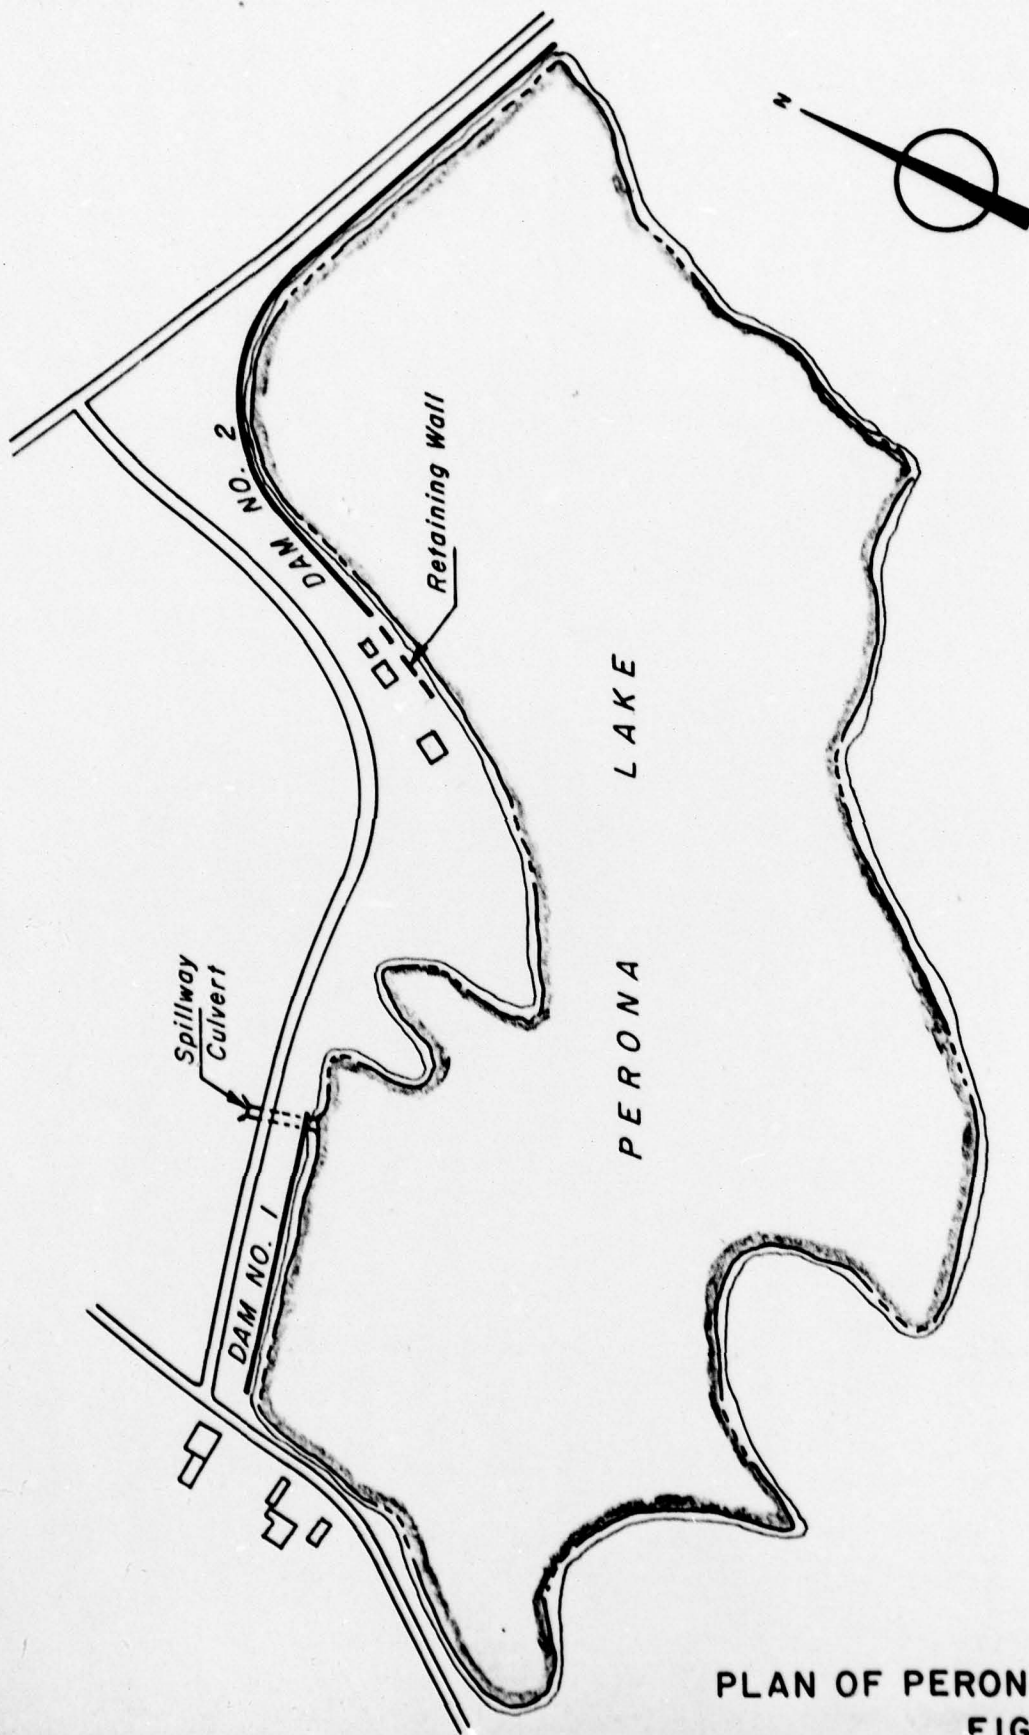 N
DAM NO. 2
Retaining Wall
Spillway
Culvert
PERONA LAKE
DAM NO. 1
PLAN OF PERON
FIG